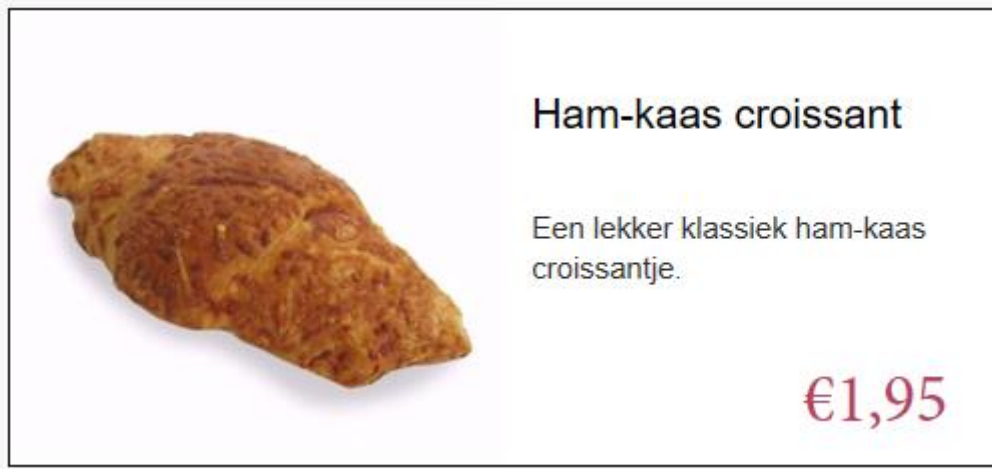 Ham-kaas croissant
Een lekker klassiek ham-kaas
croissantje.
€1,95